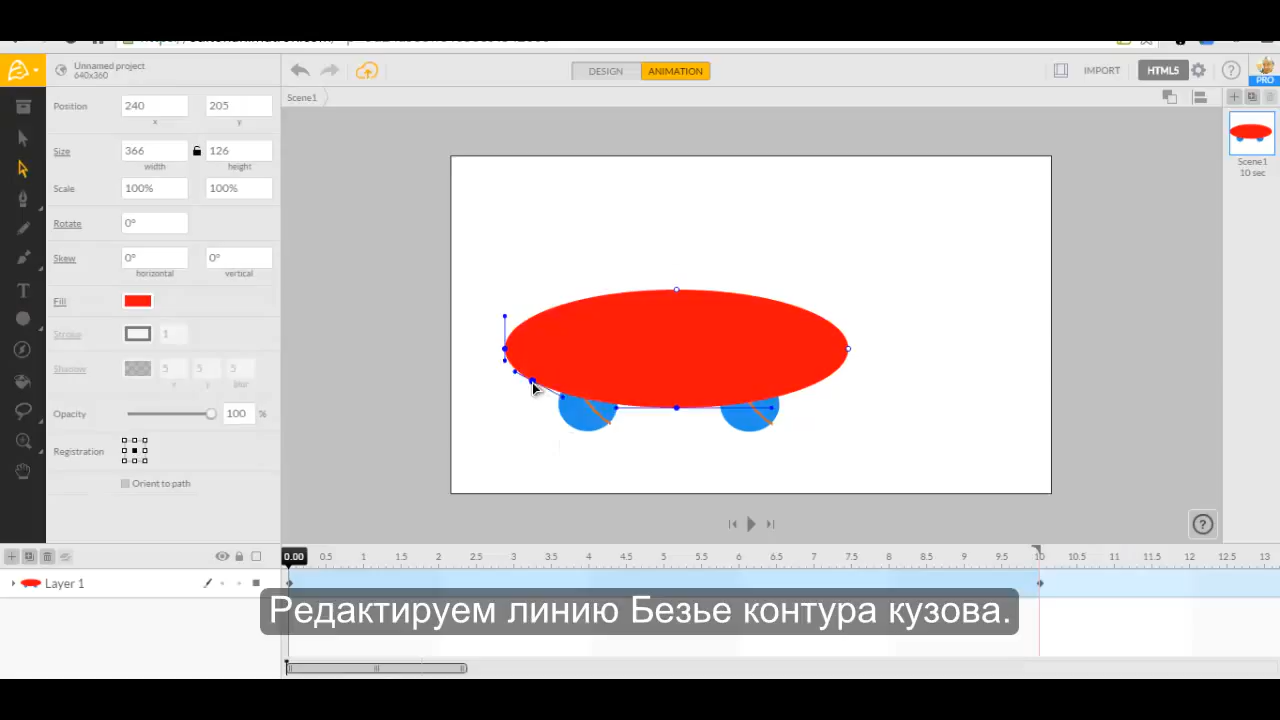 Unnamed project
640x360
DESIGN
ANIMATION
IMPORT
HTML5
PRO
Scene1
Position
240
205
x
y
Size
366
126
width
height
Scale
100%
100%
Rotate
0°
Skew
0°
0°
horizontal
vertical
Fill
Stroke
1
Shadow
5
5
5
x
y
blur
Opacity
100
%
Registration
Orient to path
Scene1
10 sec
0.00 0.5 1 1.5 2 2.5 3 3.5 4 4.5 5 5.5 6 6.5 7 7.5 8 8.5 9 9.5 10 10.5 11 11.5 12 12.5 13
Layer 1
Редактируем линию Безье контура кузова.